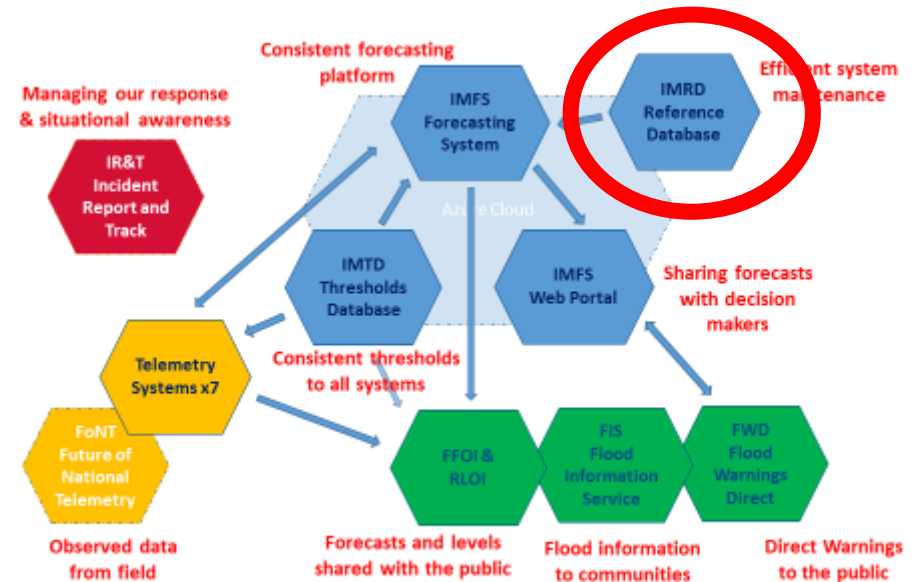 Consistent forecasting
platform
Efficient system
maintenance
Managing our response
& situational awareness
IMFS
Forecasting
System
IMRD
Reference
Database
IR&T
Incident
Report and
Track
Azure Cloud
IMTD
Thresholds
Database
IMFS
Web Portal
Sharing forecasts
with decision
makers
Telemetry
Systems x7
Consistent thresholds
to all systems
FoNT
Future of
National
Telemetry
FFOI &
RLOI
FIS
Flood
Information
Service
FWD
Flood
Warnings
Direct
Observed data
from field
Forecasts and levels
shared with the public
Flood information
to communities
Direct Warnings
to the public